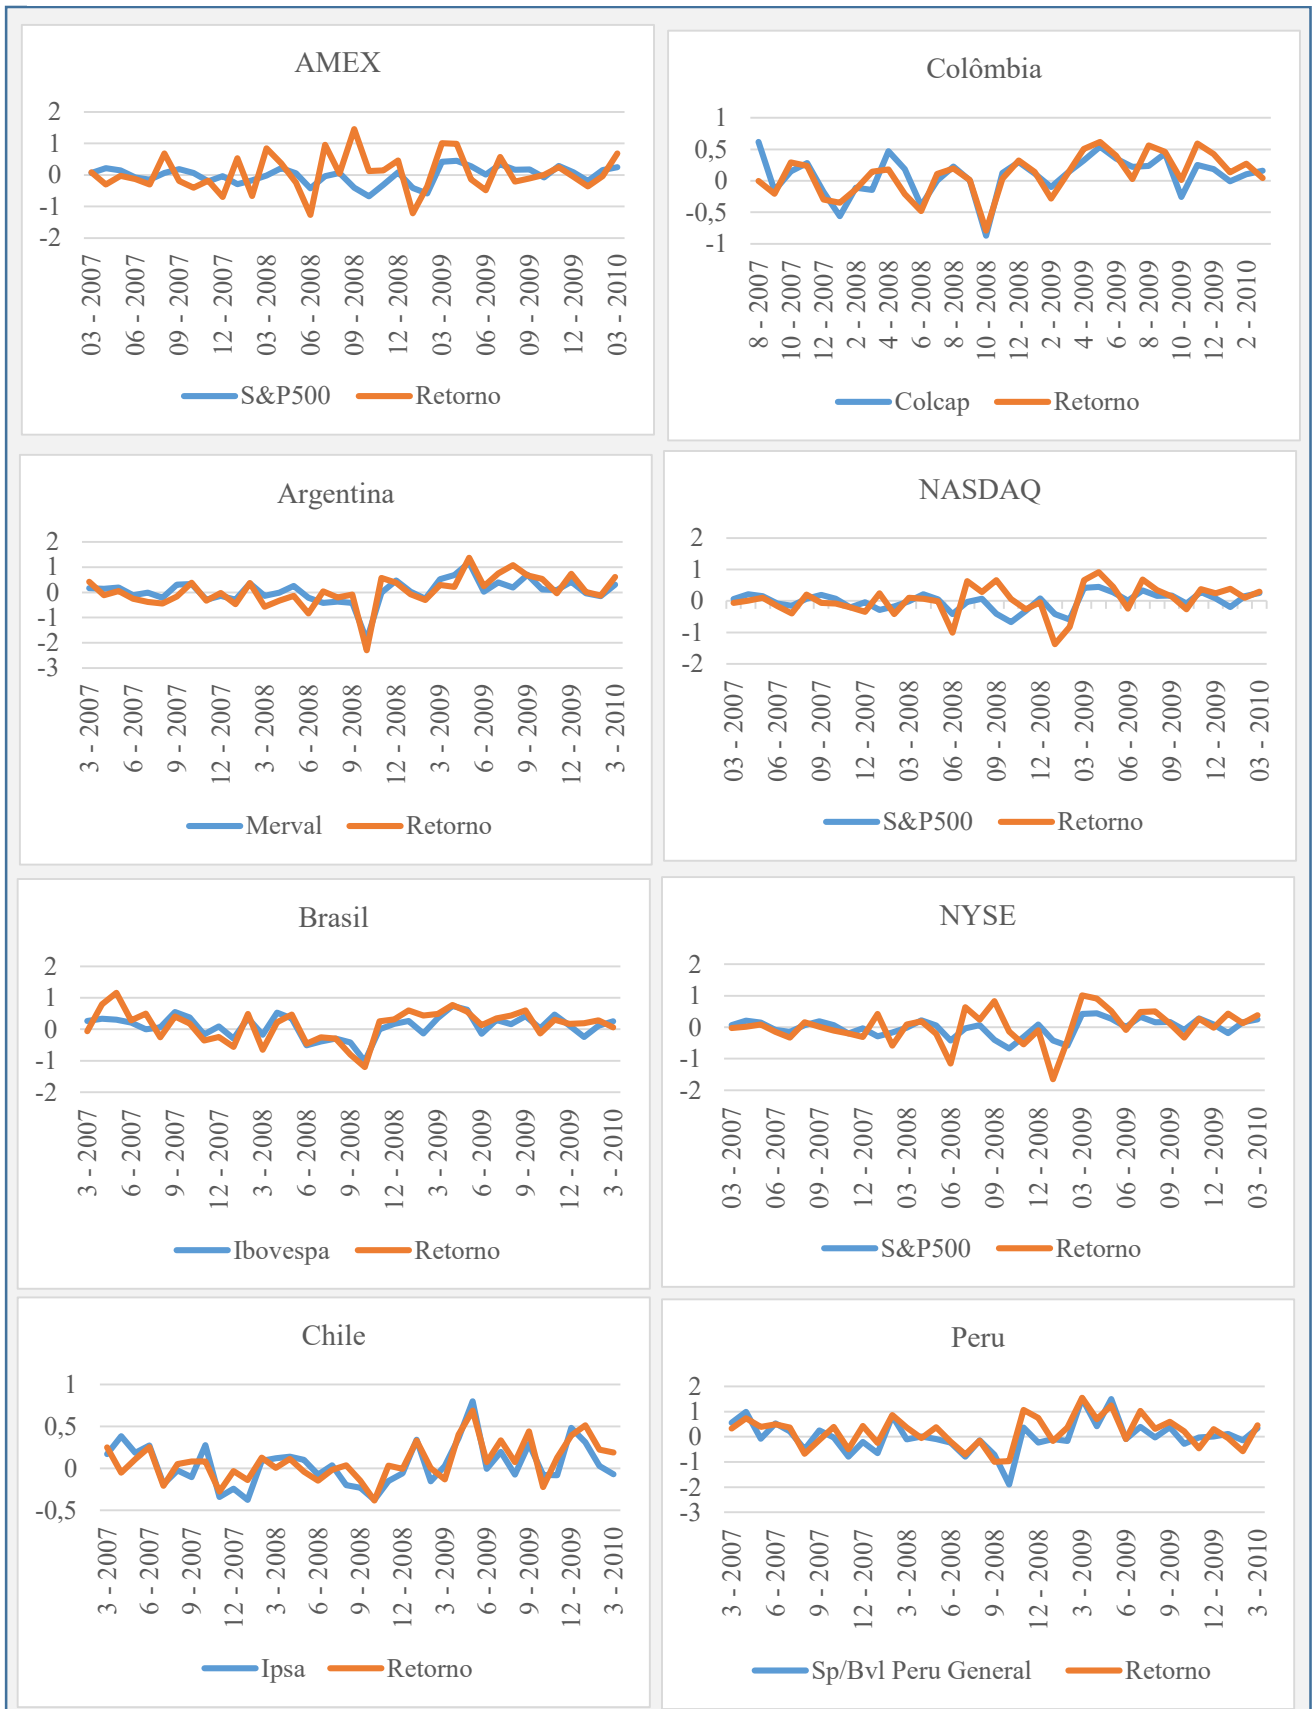 AMEX
2
1
0
-1
-2
03 - 2007
06 - 2007
09 - 2007
12 - 2007
03 - 2008
06 - 2008
09 - 2008
12 - 2008
03 - 2009
06 - 2009
09 - 2009
12 - 2009
03 - 2010
S&P500 Retorno
Colômbia
1
0,5
0
-0,5
-1
8 - 2007
10 - 2007
12 - 2007
2 - 2008
4 - 2008
6 - 2008
8 - 2008
10 - 2008
12 - 2008
2 - 2009
4 - 2009
6 - 2009
8 - 2009
10 - 2009
12 - 2009
2 - 2010
Colcap Retorno
Argentina
2
1
0
-1
-2
-3
3 - 2007
6 - 2007
9 - 2007
12 - 2007
3 - 2008
6 - 2008
9 - 2008
12 - 2008
3 - 2009
6 - 2009
9 - 2009
12 - 2009
3 - 2010
Merval Retorno
NASDAQ
2
1
0
-1
-2
03 - 2007
06 - 2007
09 - 2007
12 - 2007
03 - 2008
06 - 2008
09 - 2008
12 - 2008
03 - 2009
06 - 2009
09 - 2009
12 - 2009
03 - 2010
S&P500 Retorno
Brasil
2
1
0
-1
-2
3 - 2007
6 - 2007
9 - 2007
12 - 2007
3 - 2008
6 - 2008
9 - 2008
12 - 2008
3 - 2009
6 - 2009
9 - 2009
12 - 2009
3 - 2010
Ibovespa Retorno
NYSE
2
1
0
-1
-2
03 - 2007
06 - 2007
09 - 2007
12 - 2007
03 - 2008
06 - 2008
09 - 2008
12 - 2008
03 - 2009
06 - 2009
09 - 2009
12 - 2009
03 - 2010
S&P500 Retorno
Chile
1
0,5
0
-0,5
3 - 2007
6 - 2007
9 - 2007
12 - 2007
3 - 2008
6 - 2008
9 - 2008
12 - 2008
3 - 2009
6 - 2009
9 - 2009
12 - 2009
3 - 2010
Ipsa Retorno
Peru
2
1
0
-1
-2
-3
3 - 2007
6 - 2007
9 - 2007
12 - 2007
3 - 2008
6 - 2008
9 - 2008
12 - 2008
3 - 2009
6 - 2009
9 - 2009
12 - 2009
3 - 2010
Sp/Bvl Peru General Retorno